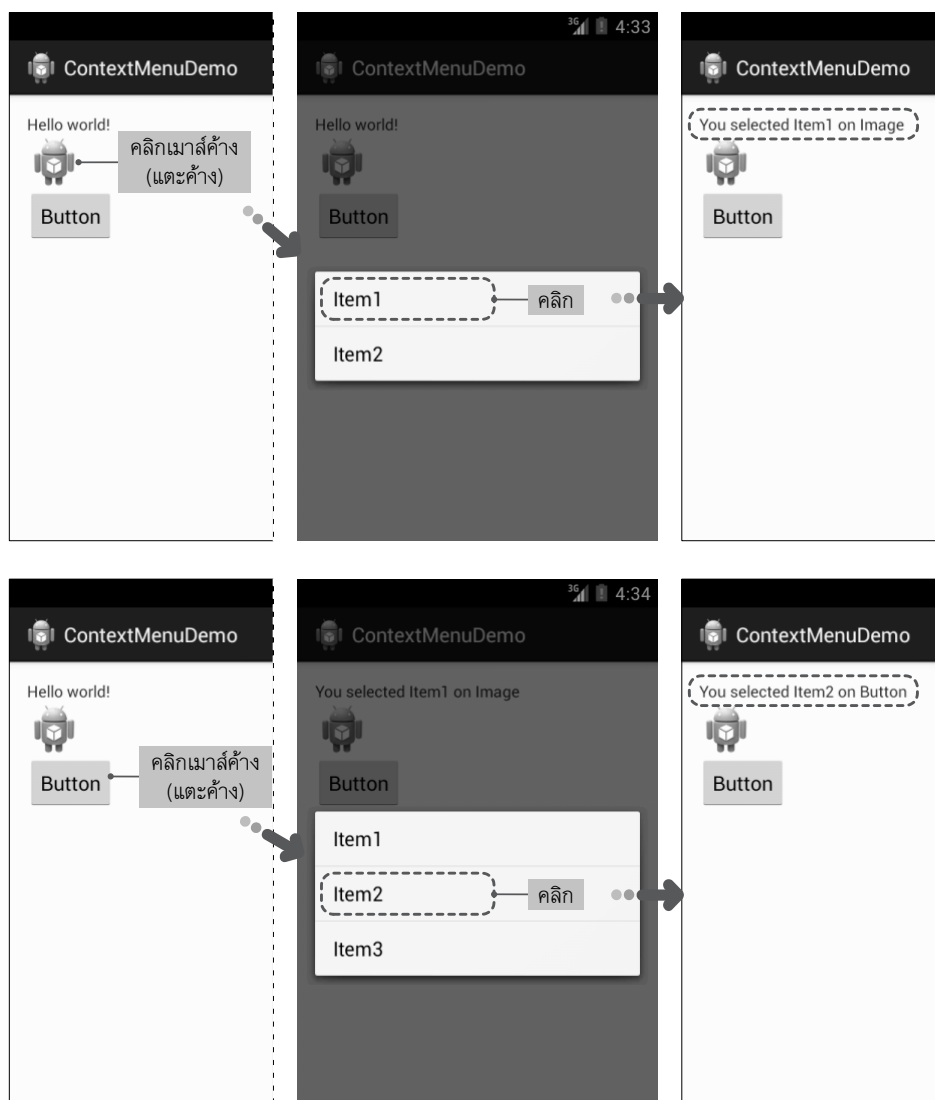 ContextMenuDemo
Hello world!
คลิกเมาส์ค้าง
(แตะค้าง)
Button
3G 4:33
ContextMenuDemo
Hello world!
Button
Item1
คลิก
Item2
ContextMenuDemo
You selected Item1 on Image
Button
ContextMenuDemo
Hello world!
คลิกเมาส์ค้าง
(แตะค้าง)
Button
3G 4:34
ContextMenuDemo
You selected Item1 on Image
Button
Item1
Item2
คลิก
Item3
ContextMenuDemo
You selected Item2 on Button
Button